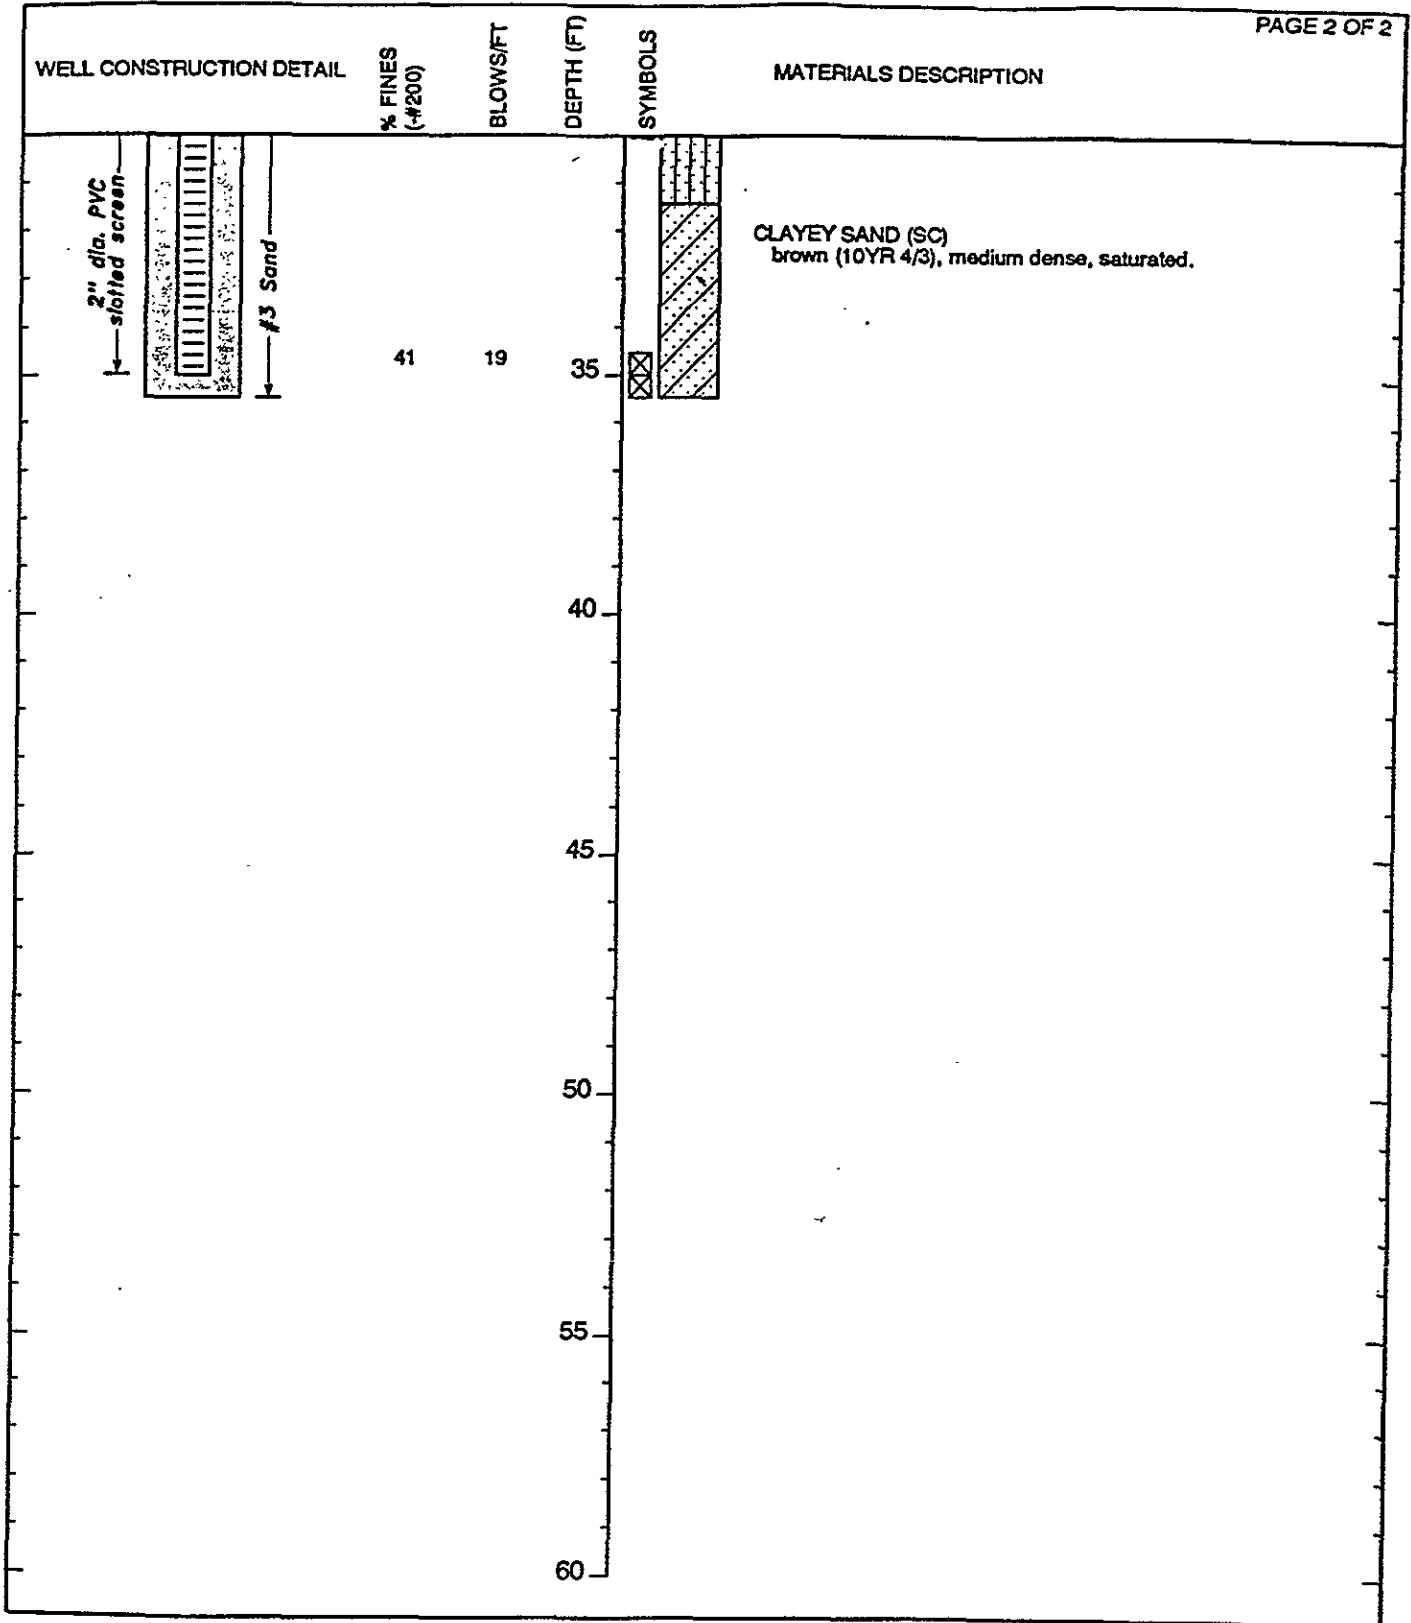 PAGE 2 OF 2
WELL CONSTRUCTION DETAIL
% FINES
(-#200)
BLOWS/FT
DEPTH (FT)
SYMBOLS
MATERIALS DESCRIPTION
2" dia. PVC
slotted screen
#3 Sand
CLAYEY SAND (SC)
brown (10YR 4/3), medium dense, saturated.
41
19
35
40
45
50
55
60